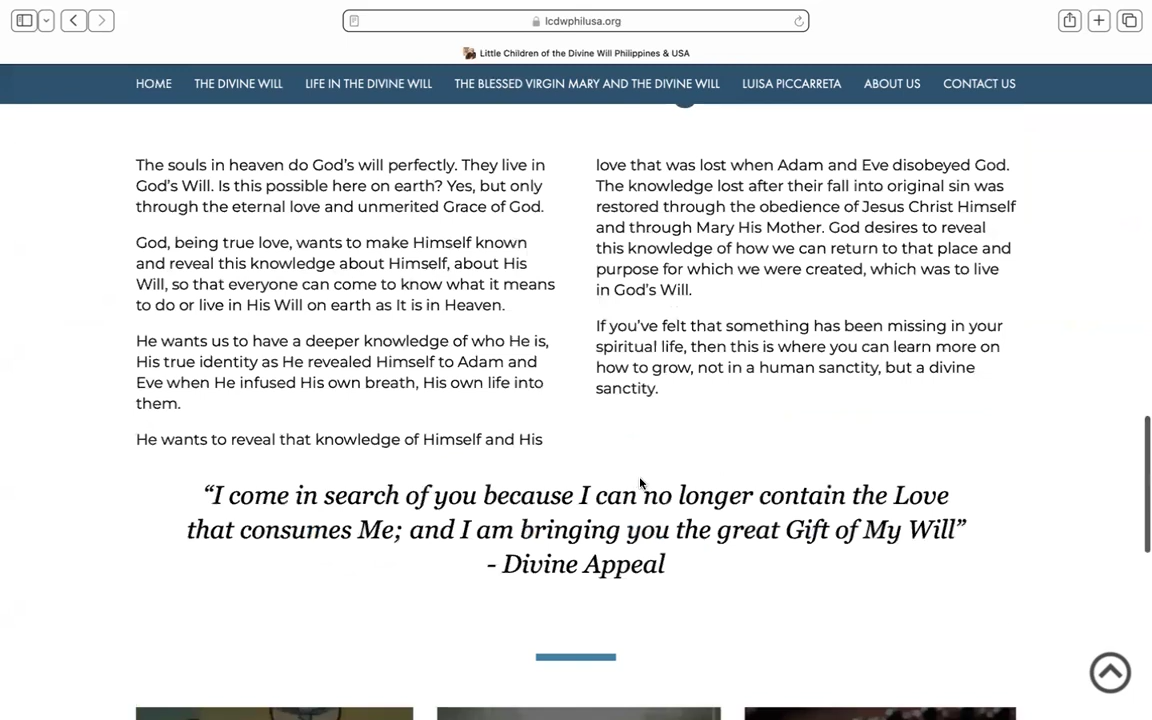 lcdwphilusa.org
Little Children of the Divine Will Philippines & USA
HOME THE DIVINE WILL LIFE IN THE DIVINE WILL THE BLESSED VIRGIN MARY AND THE DIVINE WILL LUISA PICCARRETA ABOUT US CONTACT US
The souls in heaven do God’s will perfectly. They live in
God’s Will. Is this possible here on earth? Yes, but only
through the eternal love and unmerited Grace of God.
God, being true love, wants to make Himself known
and reveal this knowledge about Himself, about His
Will, so that everyone can come to know what it means
to do or live in His Will on earth as It is in Heaven.
He wants us to have a deeper knowledge of who He is,
His true identity as He revealed Himself to Adam and
Eve when He infused His own breath, His own life into
them.
He wants to reveal that knowledge of Himself and His
love that was lost when Adam and Eve disobeyed God.
The knowledge lost after their fall into original sin was
restored through the obedience of Jesus Christ Himself
and through Mary His Mother. God desires to reveal
this knowledge of how we can return to that place and
purpose for which we were created, which was to live
in God’s Will.
If you’ve felt that something has been missing in your
spiritual life, then this is where you can learn more on
how to grow, not in a human sanctity, but a divine
sanctity.
“I come in search of you because I can no longer contain the Love
that consumes Me; and I am bringing you the great Gift of My Will”
- Divine Appeal